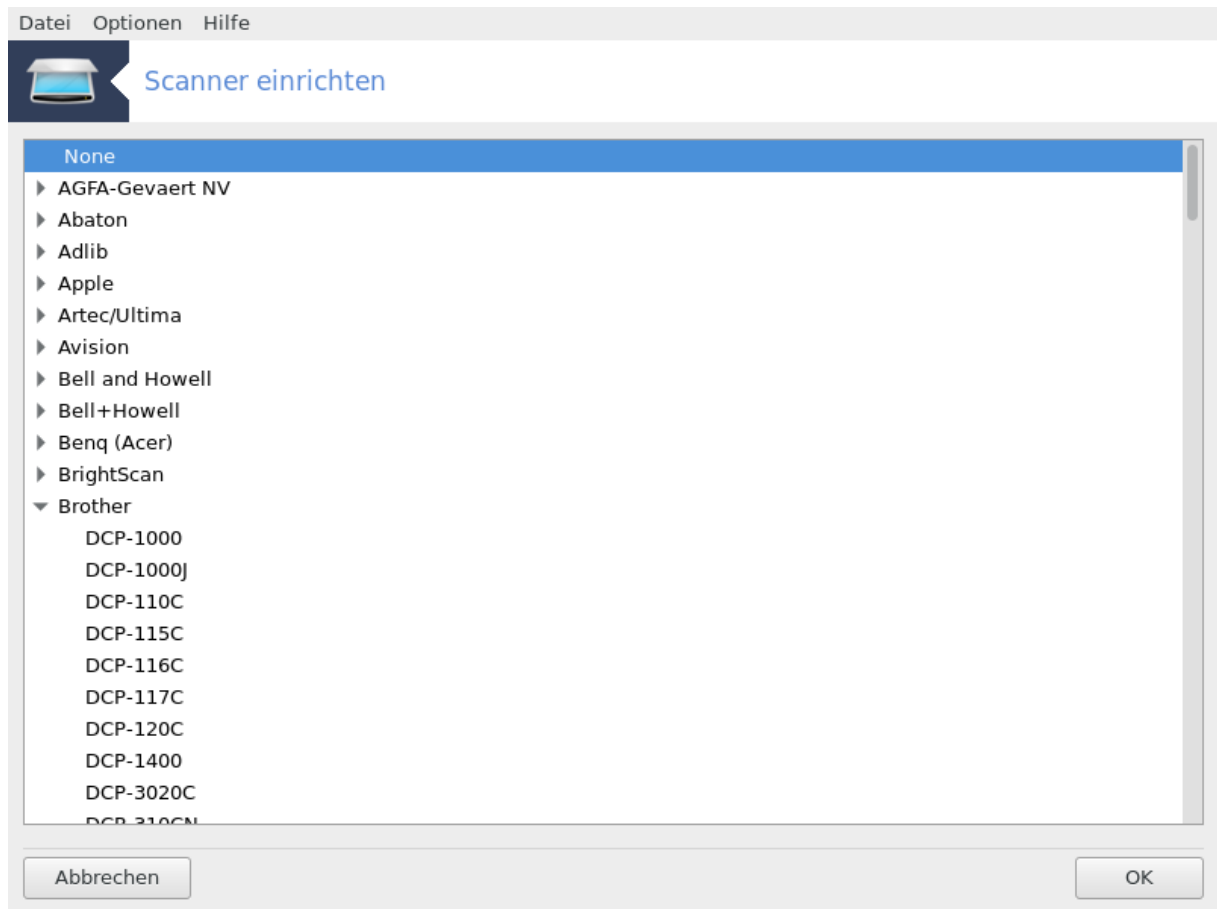 Datei Optionen Hilfe
Scanner einrichten
None
AGFA-Gevaert NV
Abaton
Adlib
Apple
Artec/Ultima
Avision
Bell and Howell
Bell+Howell
Benq (Acer)
BrightScan
Brother
DCP-1000
DCP-1000J
DCP-110C
DCP-115C
DCP-116C
DCP-117C
DCP-120C
DCP-1400
DCP-3020C
DCP-310CN
Abbrechen OK